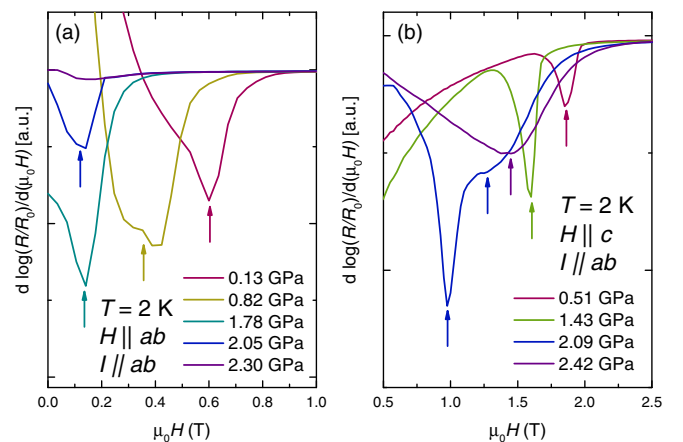 (a)
d log(R/R₀)/d(μ₀H) [a.u.]
T = 2 K
H || ab
I // ab
0.13 GPa
0.82 GPa
1.78 GPa
2.05 GPa
2.30 GPa
0.0 0.2 0.4 0.6 0.8 1.0
μ₀H (T)
(b)
d log(R/R₀)/d(μ₀H) [a.u.]
T = 2 K
H || c
I // ab
0.51 GPa
1.43 GPa
2.09 GPa
2.42 GPa
0.5 1.0 1.5 2.0 2.5
μ₀H (T)